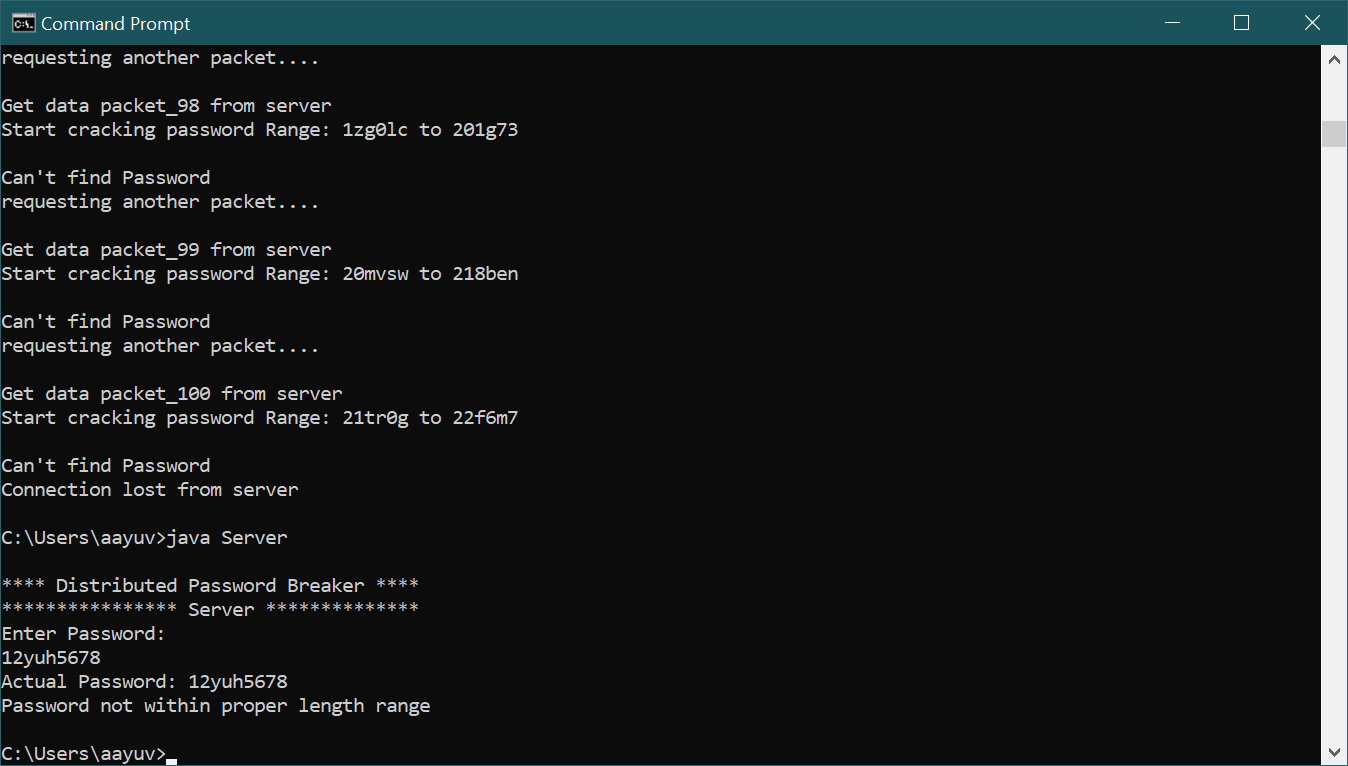 Command Prompt
requesting another packet....
Get data packet_98 from server
Start cracking password Range: 1zg0lc to 201g73
Can't find Password
requesting another packet....
Get data packet_99 from server
Start cracking password Range: 20mvsw to 218ben
Can't find Password
requesting another packet....
Get data packet_100 from server
Start cracking password Range: 21tr0g to 22f6m7
Can't find Password
Connection lost from server
C:\Users\aayuv>java Server
**** Distributed Password Breaker ****
**************** Server **************
Enter Password:
12yuh5678
Actual Password: 12yuh5678
Password not within proper length range
C:\Users\aayuv>